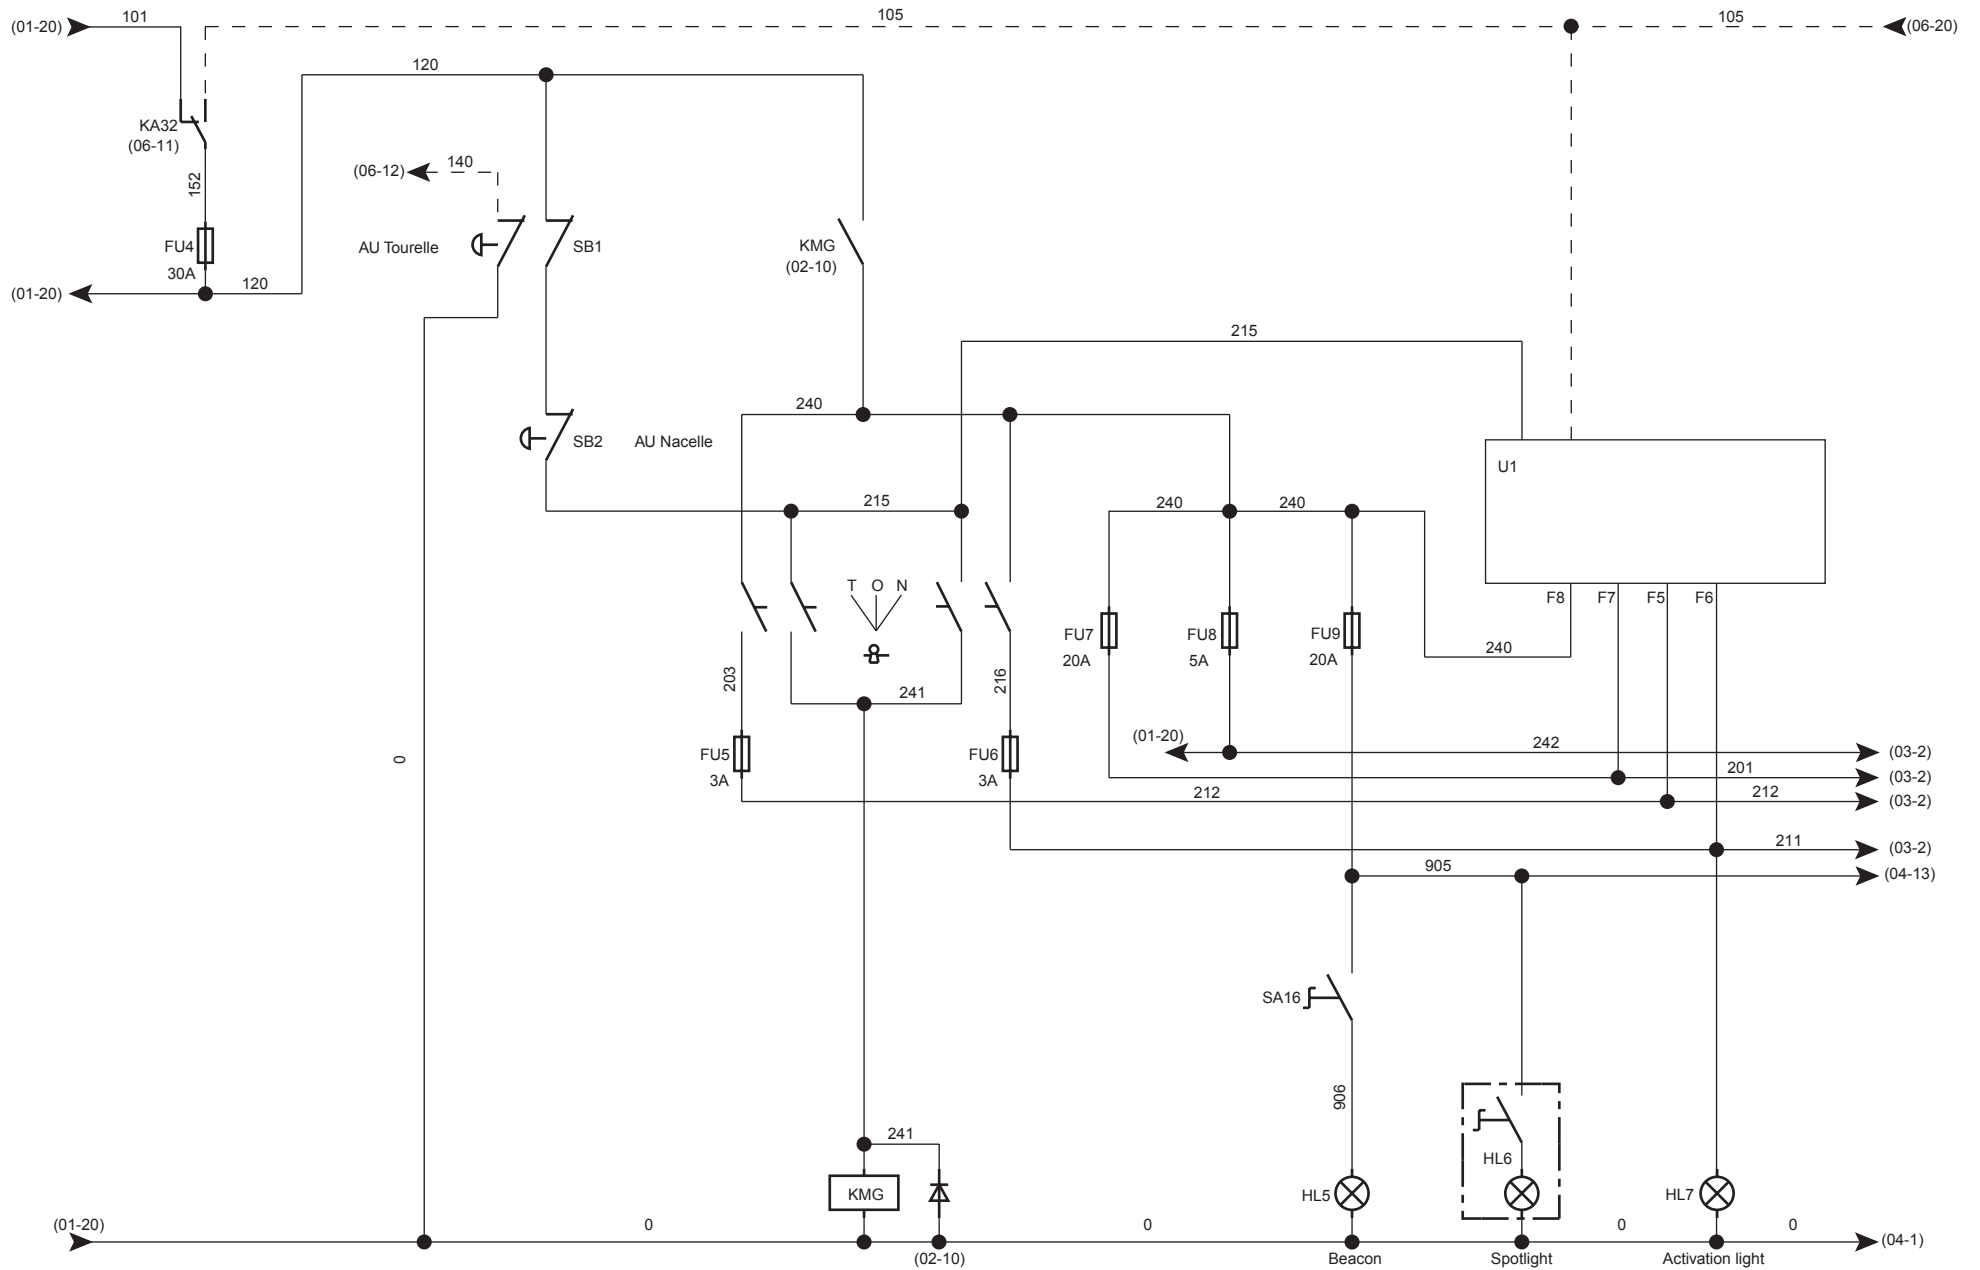 (01-20) 101 105 105 (06-20)
120
KA32
(06-11)
(06-12) 140
152
FU4
30A
AU Tourelle SB1
KMG
(02-10)
(01-20) 120
215
240
SB2 AU Nacelle
U1
215
240 240
T O N
F8 F7 F5 F6
FU7
20A
FU8
5A
FU9
20A
240
203
216
241
0
FU5
3A
FU6
3A
(01-20) 242 (03-2)
201 (03-2)
212 212 (03-2)
211 (03-2)
905 (04-13)
SA16
906
241
HL6
KMG
HL5
HL7
(01-20) 0 0 0 0 (04-1)
(02-10) Beacon Spotlight Activation light